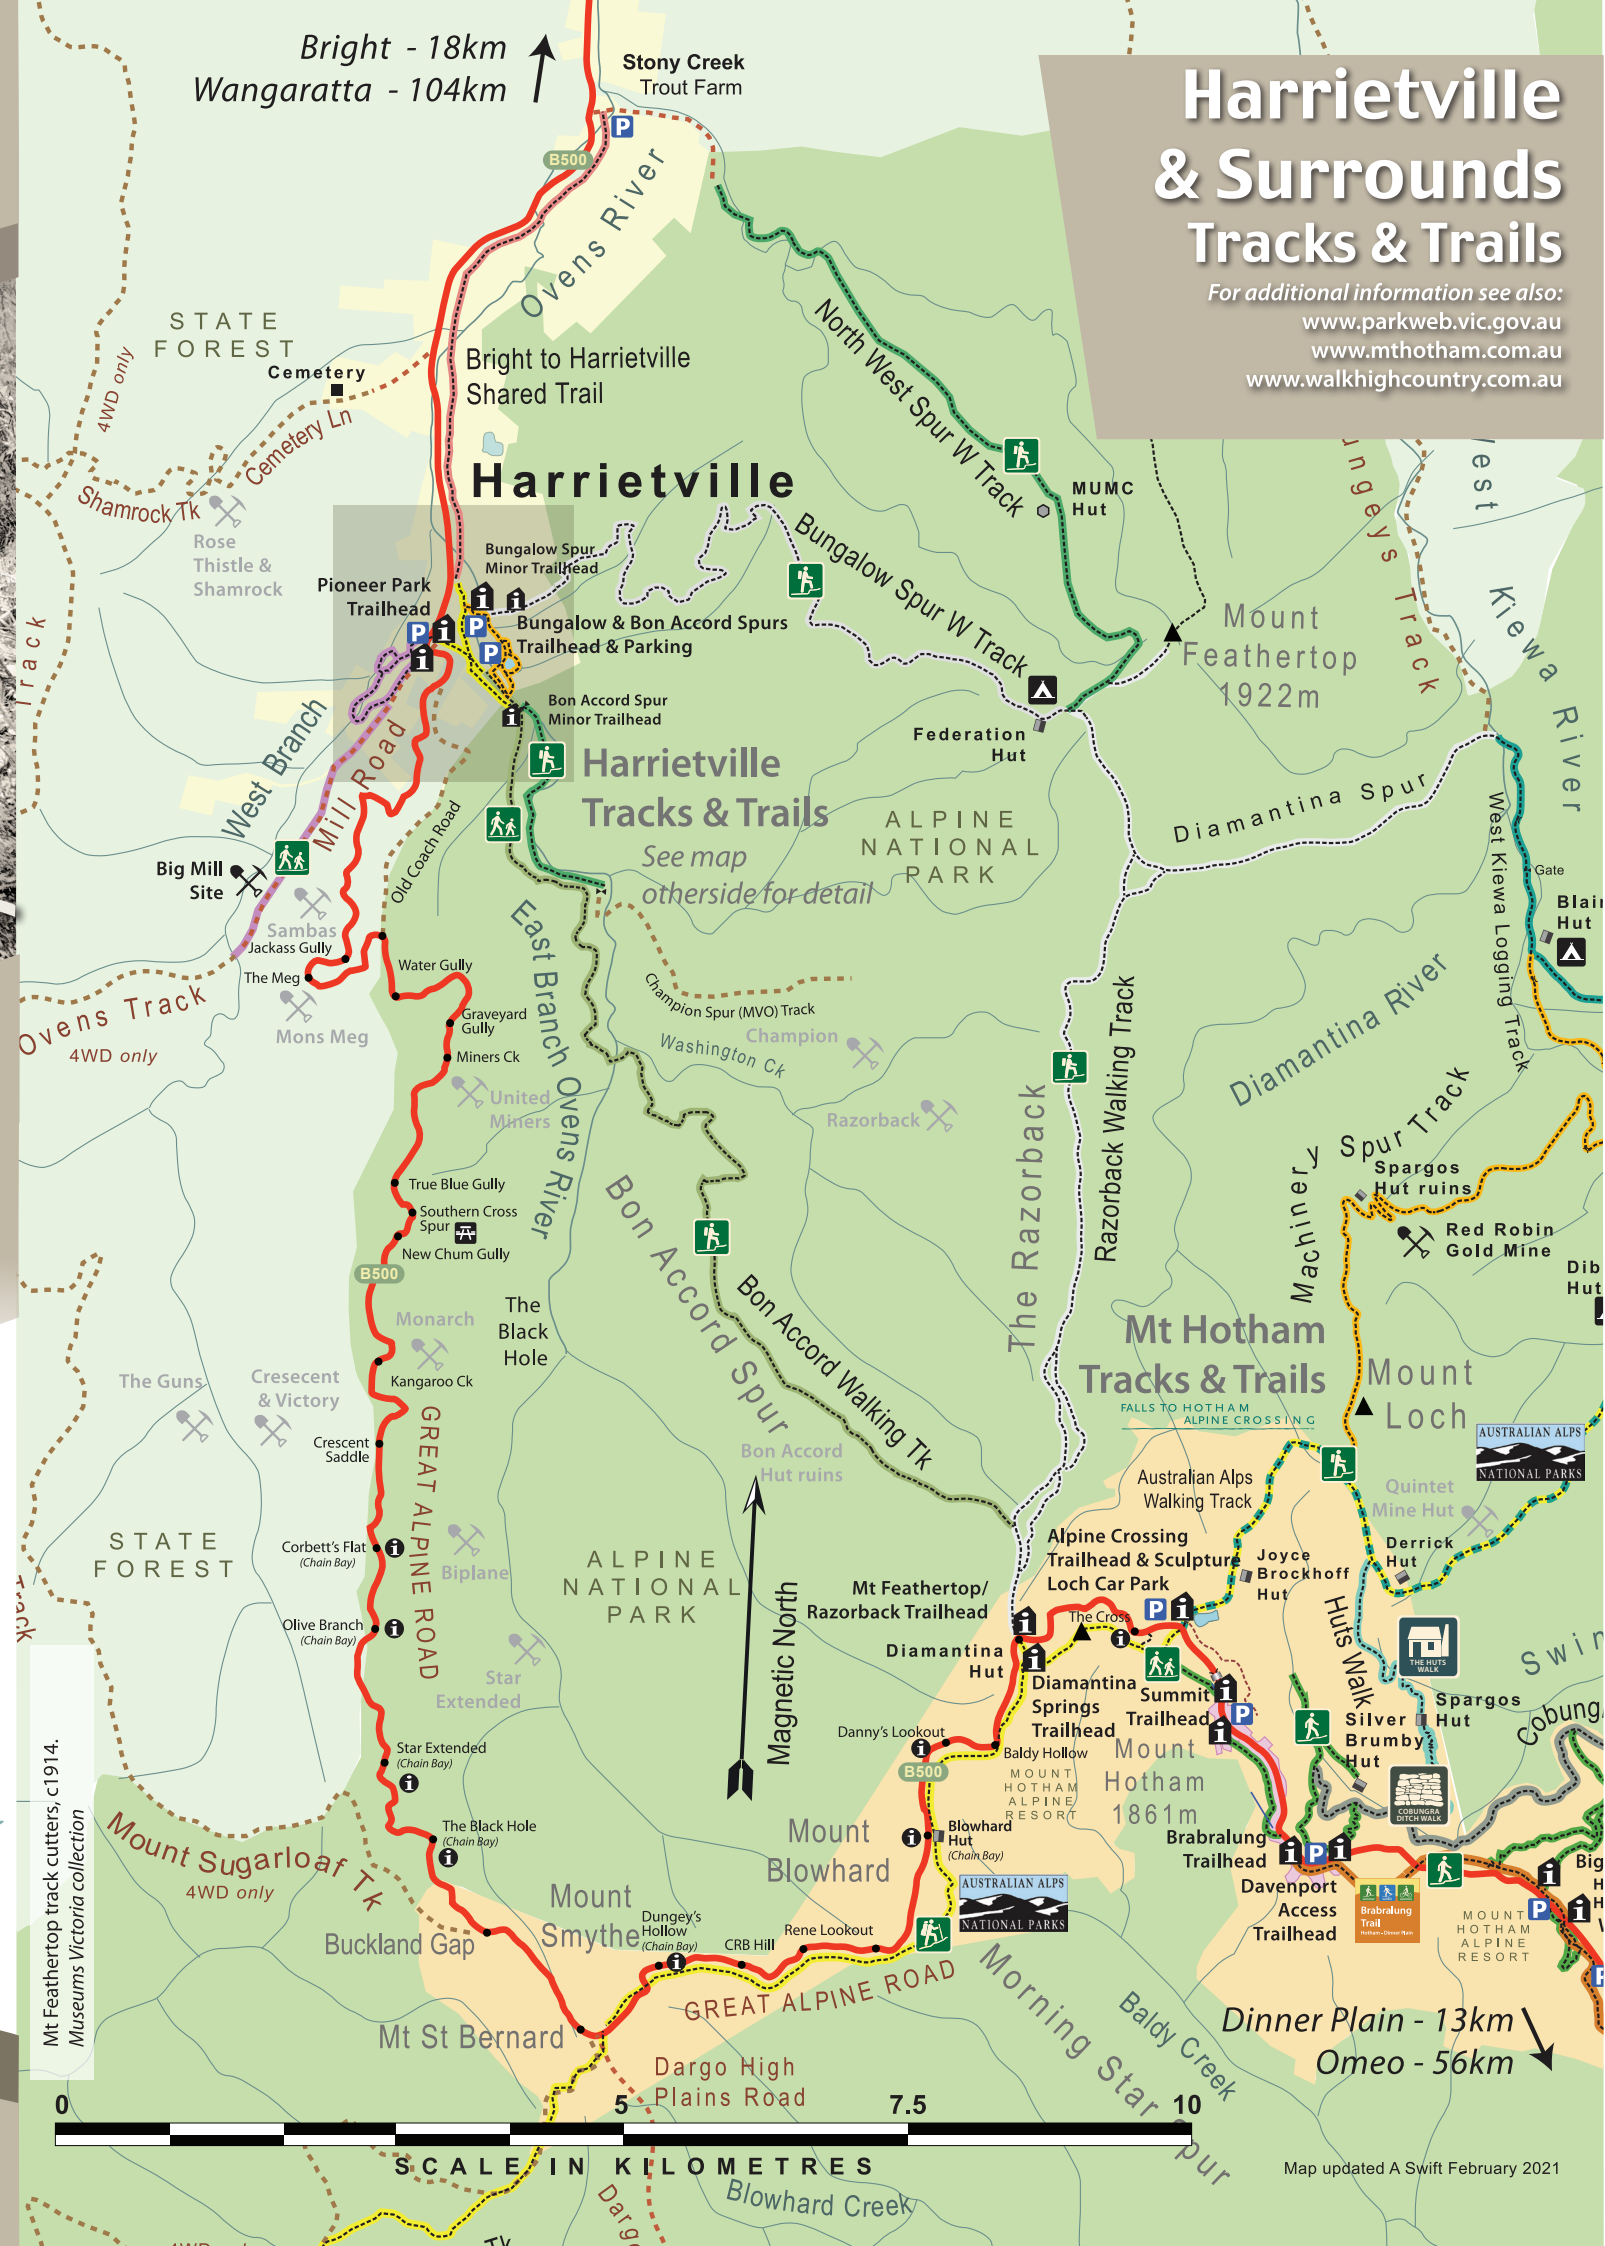 Bright - 18km
Wangaratta - 104km
Stony Creek
Trout Farm
Harrietville
& Surrounds
Tracks & Trails
For additional information see also:
www.parkweb.vic.gov.au
www.mthotham.com.au
www.walkhighcountry.com.au
P
B500
Ovens River
STATE
FOREST
4WD only
Cemetery
Cemetery Ln
Shamrock Tk
Rose
Thistle &
Shamrock
Bright to Harrietville
Shared Trail
Harrietville
North West Spur W Track
MUMC
Hut
Bungalow Spur W Track
Bungalow Spur
Minor Trailhead
Pioneer Park
Trailhead
P
P
P
Bungalow & Bon Accord Spurs
Trailhead & Parking
Bon Accord Spur
Minor Trailhead
Mount
Feathertop
1922m
ungeys Track
West
Kiewa River
Track
Federation
Hut
Harrietville
Tracks & Trails
See map
otherside for detail
ALPINE
NATIONAL
PARK
Diamantina Spur
West Kiewa Logging Track
Gate
Blair
Hut
West Branch
Mill Road
Old Coach Road
Big Mill
Site
Sambas
Jackass Gully
The Meg
Mons Meg
Ovens Track
4WD only
Water Gully
Graveyard
Gully
Miners Ck
United
Miners
East Branch Ovens River
Champion Spur (MVO) Track
Washington Ck
Champion
Razorback
The Razorback
Razorback Walking Track
Diamantina River
Machinery Spur Track
Spargos
Hut ruins
Red Robin
Gold Mine
Dib
Hut
True Blue Gully
Southern Cross
Spur
New Chum Gully
B500
Monarch
Kangaroo Ck
The
Black
Hole
Bon Accord Spur
Bon Accord Walking Tk
Bon Accord
Hut ruins
The Guns
Cresecent
& Victory
Crescent
Saddle
GREAT ALPINE ROAD
Mt Hotham
Tracks & Trails
FALLS TO HOTHAM
ALPINE CROSSING
Mount
Loch
AUSTRALIAN ALPS
NATIONAL PARKS
Australian Alps
Walking Track
Quintet
Mine Hut
Derrick
Hut
Alpine Crossing
Trailhead & Sculpture
Loch Car Park
Joyce
Brockhoff
Hut
STATE
FOREST
Corbett's Flat
(Chain Bay)
Biplane
ALPINE
NATIONAL
PARK
Magnetic North
Mt Feathertop/
Razorback Trailhead
P
The Cross
Diamantina
Hut
Huts Walk
THE HUTS
WALK
Swin
Track
Olive Branch
(Chain Bay)
Star
Extended
Diamantina
Springs
Trailhead
Summit
Trailhead
P
Spargos
Hut
Silver
Brumby
Hut
Cobung
Danny's Lookout
Baldy Hollow
B500
MOUNT
HOTHAM
ALPINE
RESORT
Mount
Hotham
1861m
COBUNGRA
DITCH WALK
Star Extended
(Chain Bay)
The Black Hole
(Chain Bay)
Mount
Blowhard
Blowhard
Hut
(Chain Bay)
Brabralung
Trailhead
P
Mount Sugarloaf Tk
4WD only
AUSTRALIAN ALPS
NATIONAL PARKS
Davenport
Access
Trailhead
Brabralung
Trail
Hotham - Dinner Plain
MOUNT
HOTHAM
ALPINE
RESORT
P
Big
H
H
P
Buckland Gap
Mount
Smythe
Dungey's
Hollow
(Chain Bay)
CRB Hill
Rene Lookout
GREAT ALPINE ROAD
Morning Star Spur
Baldy Creek
Mt St Bernard
Dargo High
Plains Road
Dinner Plain - 13km
Omeo - 56km
Mt Feathertop track cutters, c1914.
Museums Victoria collection
0
5
7.5
10
SCALE IN KILOMETRES
Map updated A Swift February 2021
Blowhard Creek
Dargo
Tk